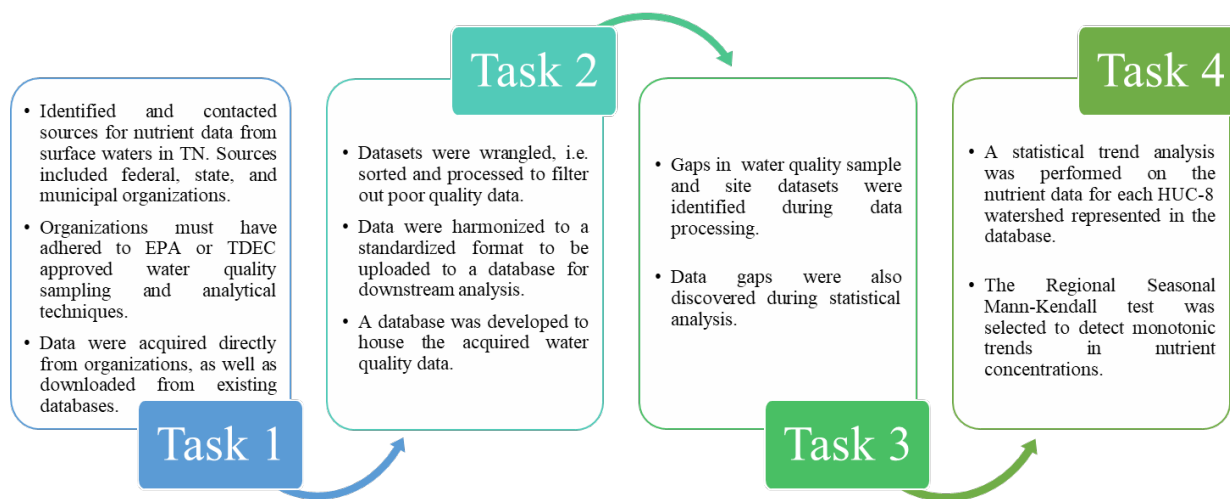 • Identified and contacted
sources for nutrient data from
surface waters in TN. Sources
included federal, state, and
municipal organizations.
• Organizations must have
adhered to EPA or TDEC
approved water quality
sampling and analytical
techniques.
• Data were acquired directly
from organizations, as well as
downloaded from existing
databases.
Task 1
Task 2
• Datasets were wrangled, i.e.
sorted and processed to filter
out poor quality data.
• Data were harmonized to a
standardized format to be
uploaded to a database for
downstream analysis.
• A database was developed to
house the acquired water
quality data.
• Gaps in water quality sample
and site datasets were
identified during data
processing.
• Data gaps were also
discovered during statistical
analysis.
Task 3
Task 4
• A statistical trend analysis
was performed on the
nutrient data for each HUC-8
watershed represented in the
database.
• The Regional Seasonal
Mann-Kendall test was
selected to detect monotonic
trends in nutrient
concentrations.